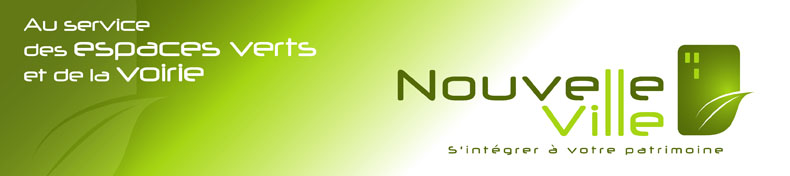 Au service
des espaces verts
et de la voirie
Nouvelle
Ville
S'intégrer à votre patrimoine